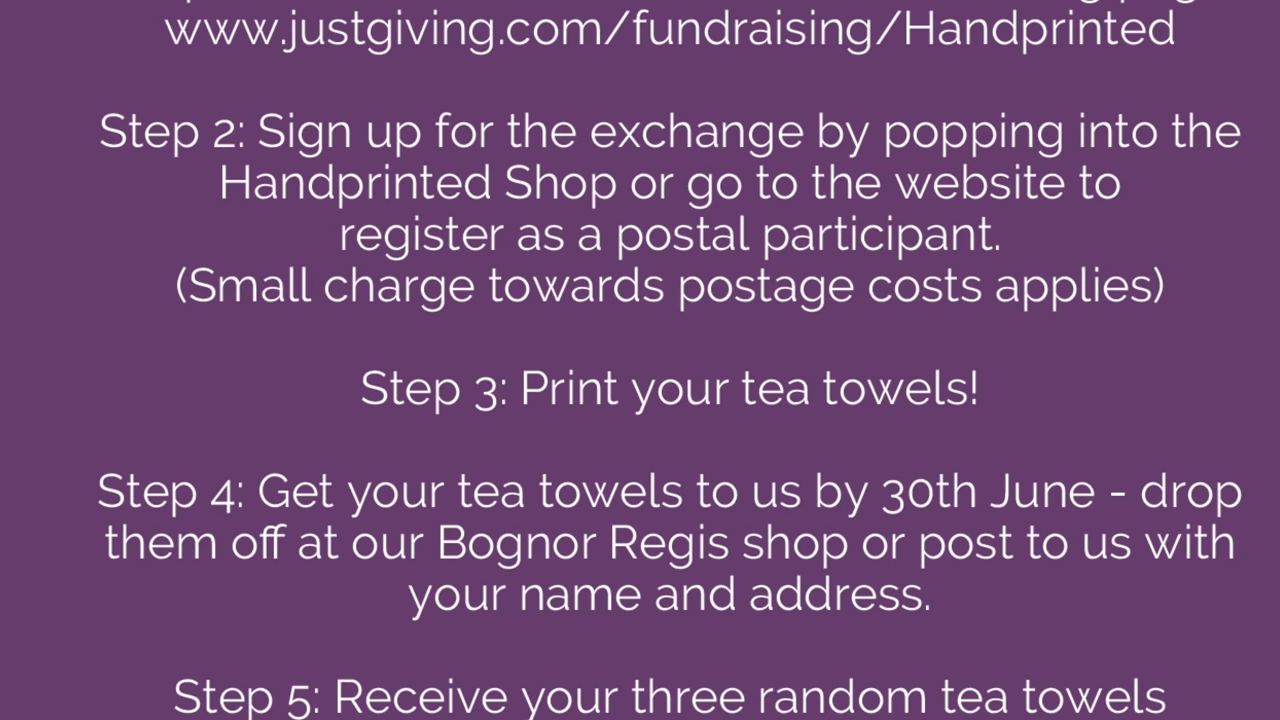 www.justgiving.com/fundraising/Handprinted
Step 2: Sign up for the exchange by popping into the
Handprinted Shop or go to the website to
register as a postal participant.
(Small charge towards postage costs applies)
Step 3: Print your tea towels!
Step 4: Get your tea towels to us by 30th June - drop
them off at our Bognor Regis shop or post to us with
your name and address.
Step 5: Receive your three random tea towels